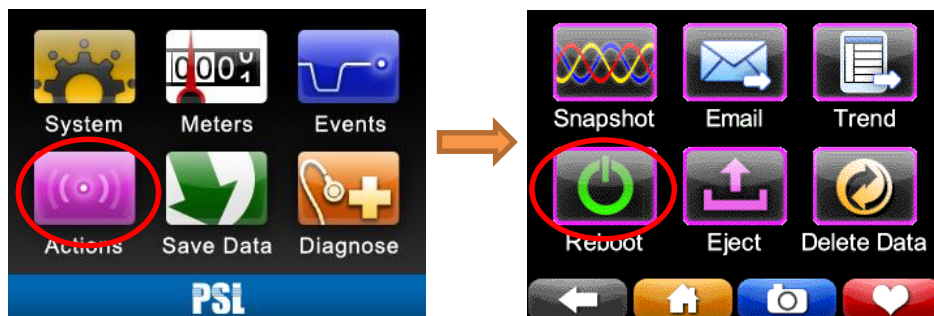 System Meters Events
Actions Save Data Diagnose
PSL
Snapshot Email Trend
Reboot Eject Delete Data